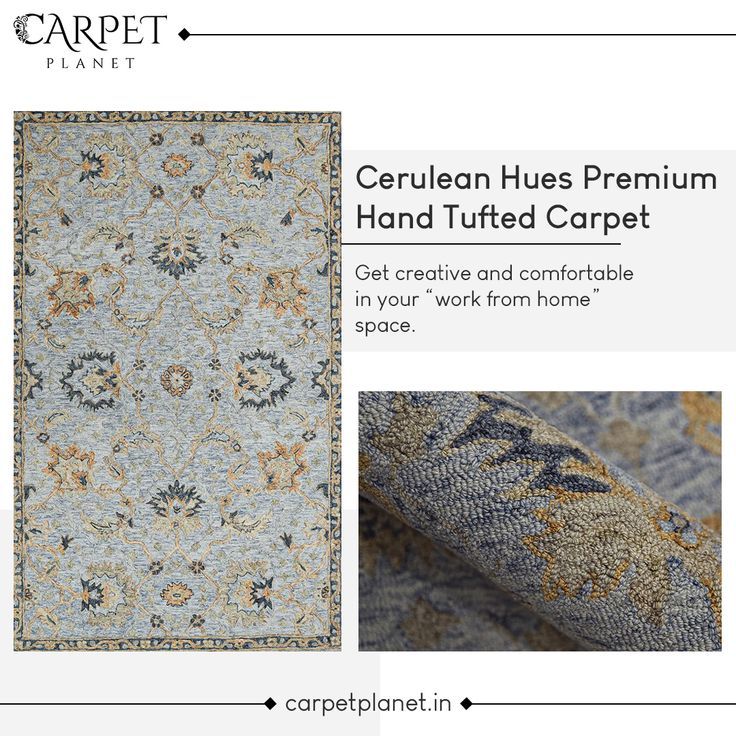 CARPET
PLANET
Cerulean Hues Premium
Hand Tufted Carpet
Get creative and comfortable
in your “work from home”
space.
carpetplanet.in